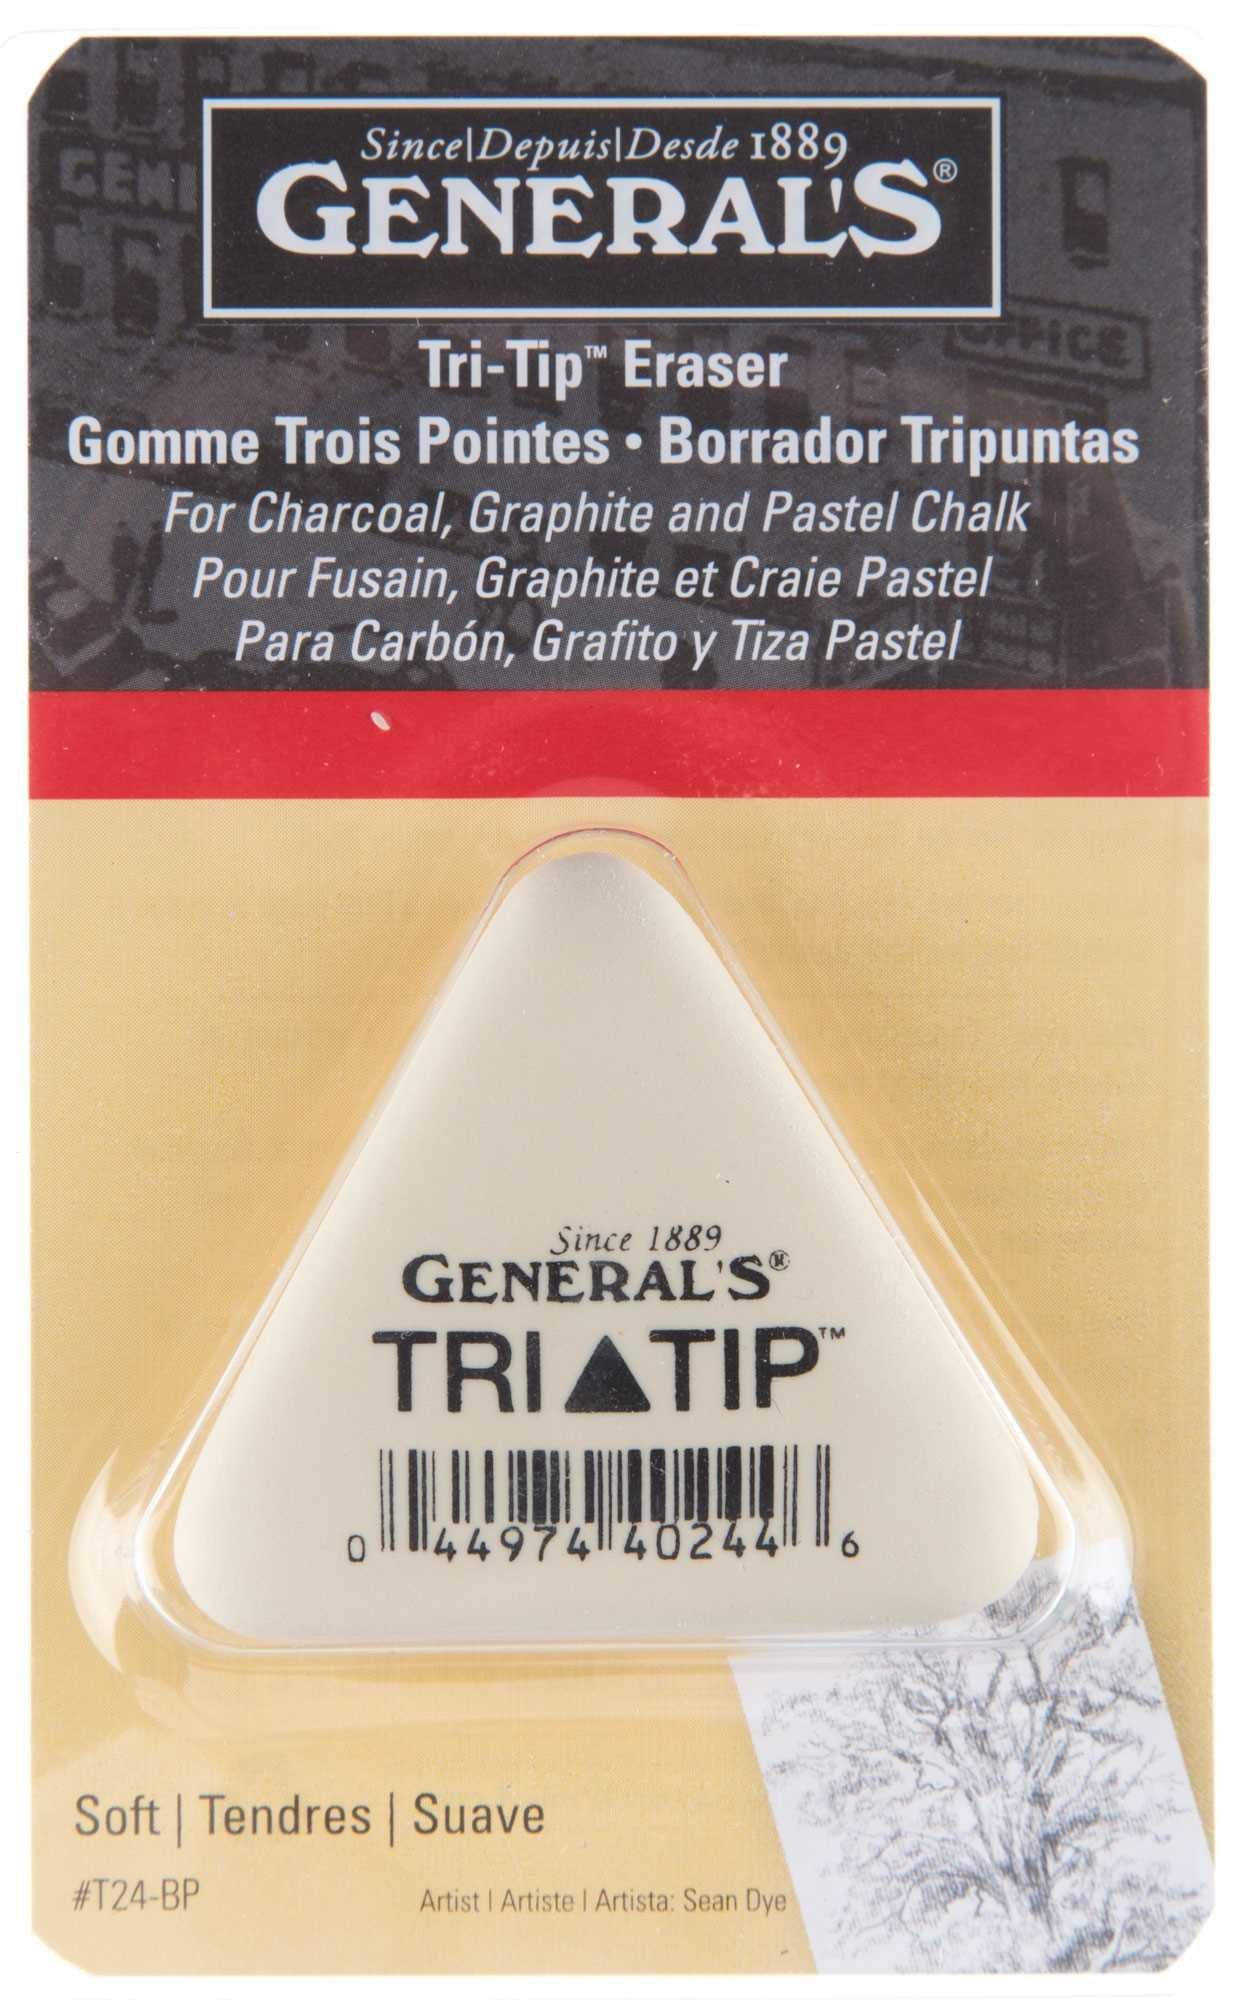 Since|Depuis|Desde 1889
GENERAL'S®
OFFICE
Tri-Tip™ Eraser
Gomme Trois Pointes • Borrador Tripuntas
For Charcoal, Graphite and Pastel Chalk
Pour Fusain, Graphite et Craie Pastel
Para Carbón, Grafito y Tiza Pastel
Since 1889
GENERAL'S®
TRI▲TIP™
0 44974 40244 6
Soft | Tendres | Suave
#T24-BP
Artist | Artiste | Artista: Sean Dye